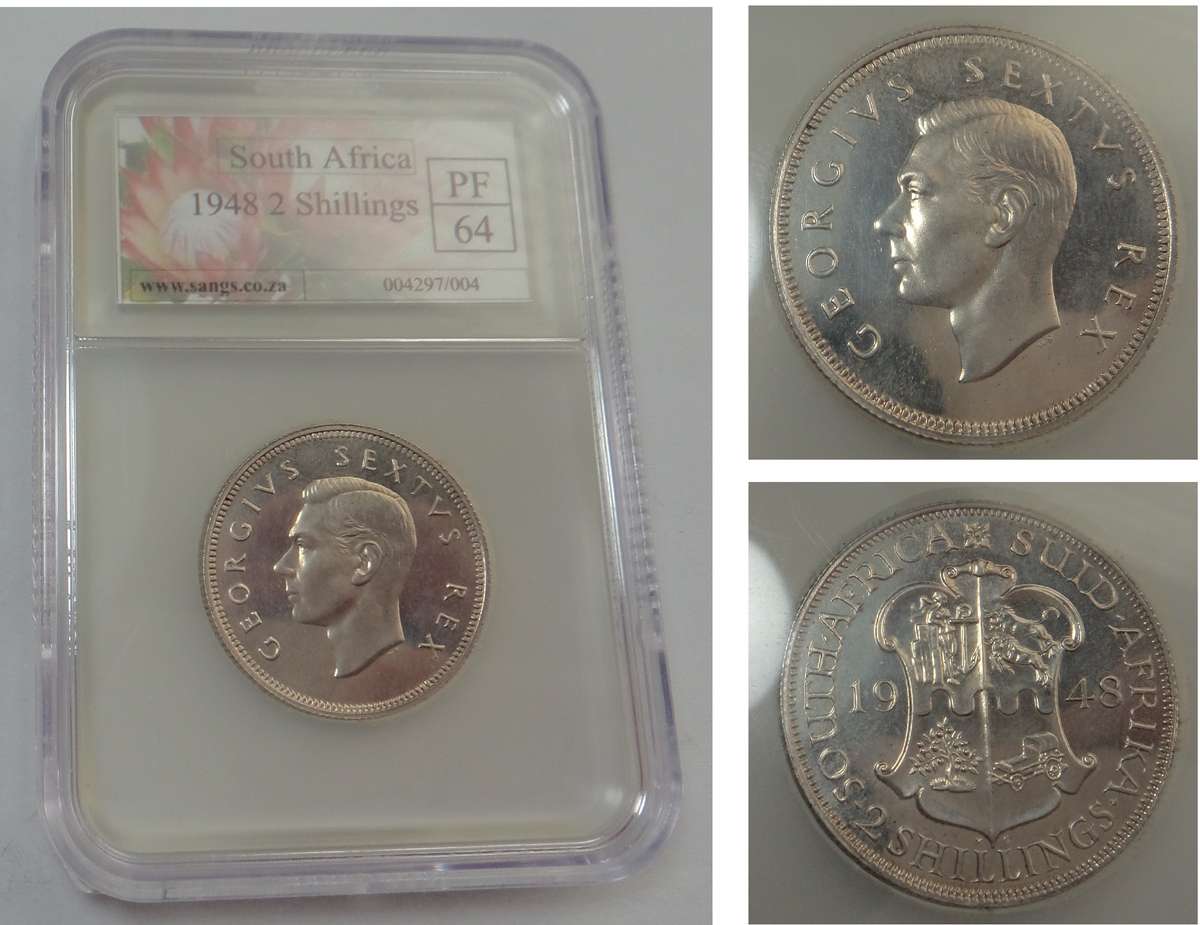 South Africa
1948 2 Shillings
PF
64
www.sangs.co.za
004297/004
GEORGIVS SEXTVS REX
GEORGIVS SEXTVS REX
SOUTH·AFRICA SUID·AFRIKA·
19 48
2 SHILLINGS